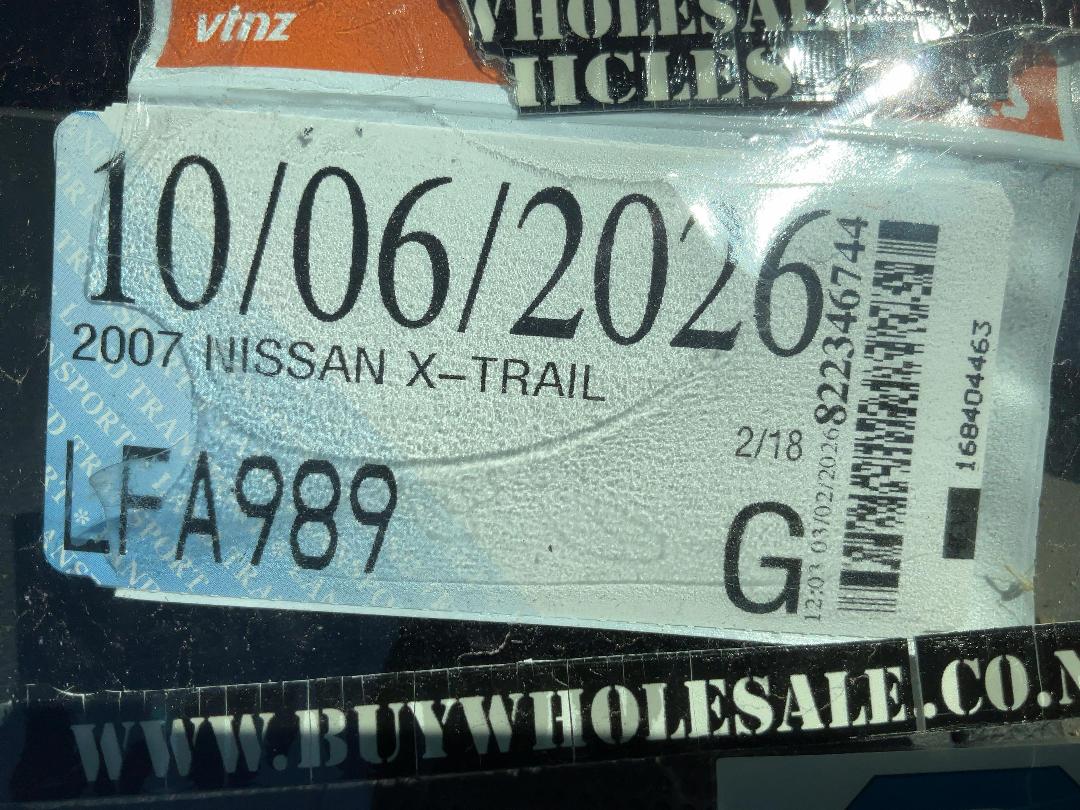 vtnz
WHOLESALE
HICLES
10/06/2026
2007 NISSAN X-TRAIL
2/18
LFA989
G
12:03 03/02/2026
822346744
168404463
WWW.BUYWHOLESALE.CO.N